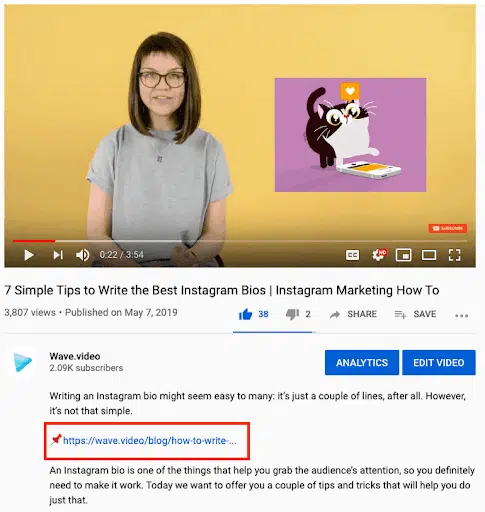 SUBSCRIBE
0:22 / 3:54
CC
HD
7 Simple Tips to Write the Best Instagram Bios | Instagram Marketing How To
3,807 views • Published on May 7, 2019
38
2
SHARE
SAVE
Wave.video
2.09K subscribers
ANALYTICS
EDIT VIDEO
Writing an Instagram bio might seem easy to many: it's just a couple of lines, after all. However,
it's not that simple.
📌https://wave.video/blog/how-to-write-...
An Instagram bio is one of the things that help you grab the audience's attention, so you definitely
need to make it work. Today we want to offer you a couple of tips and tricks that will help you do
just that.